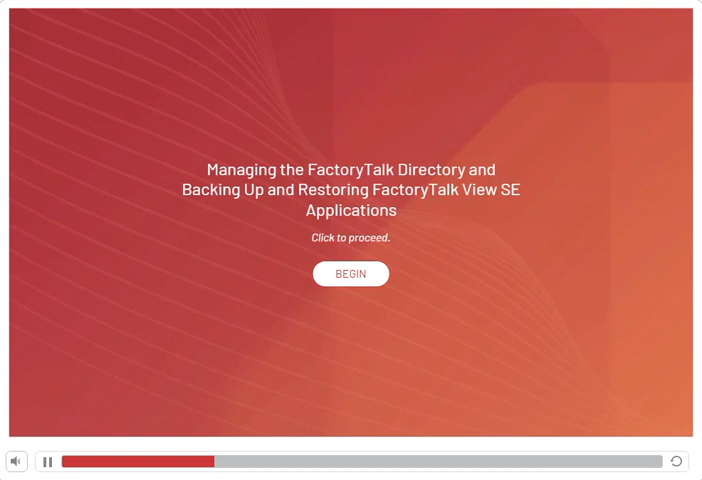 Managing the FactoryTalk Directory and
Backing Up and Restoring FactoryTalk View SE
Applications
Click to proceed.
BEGIN